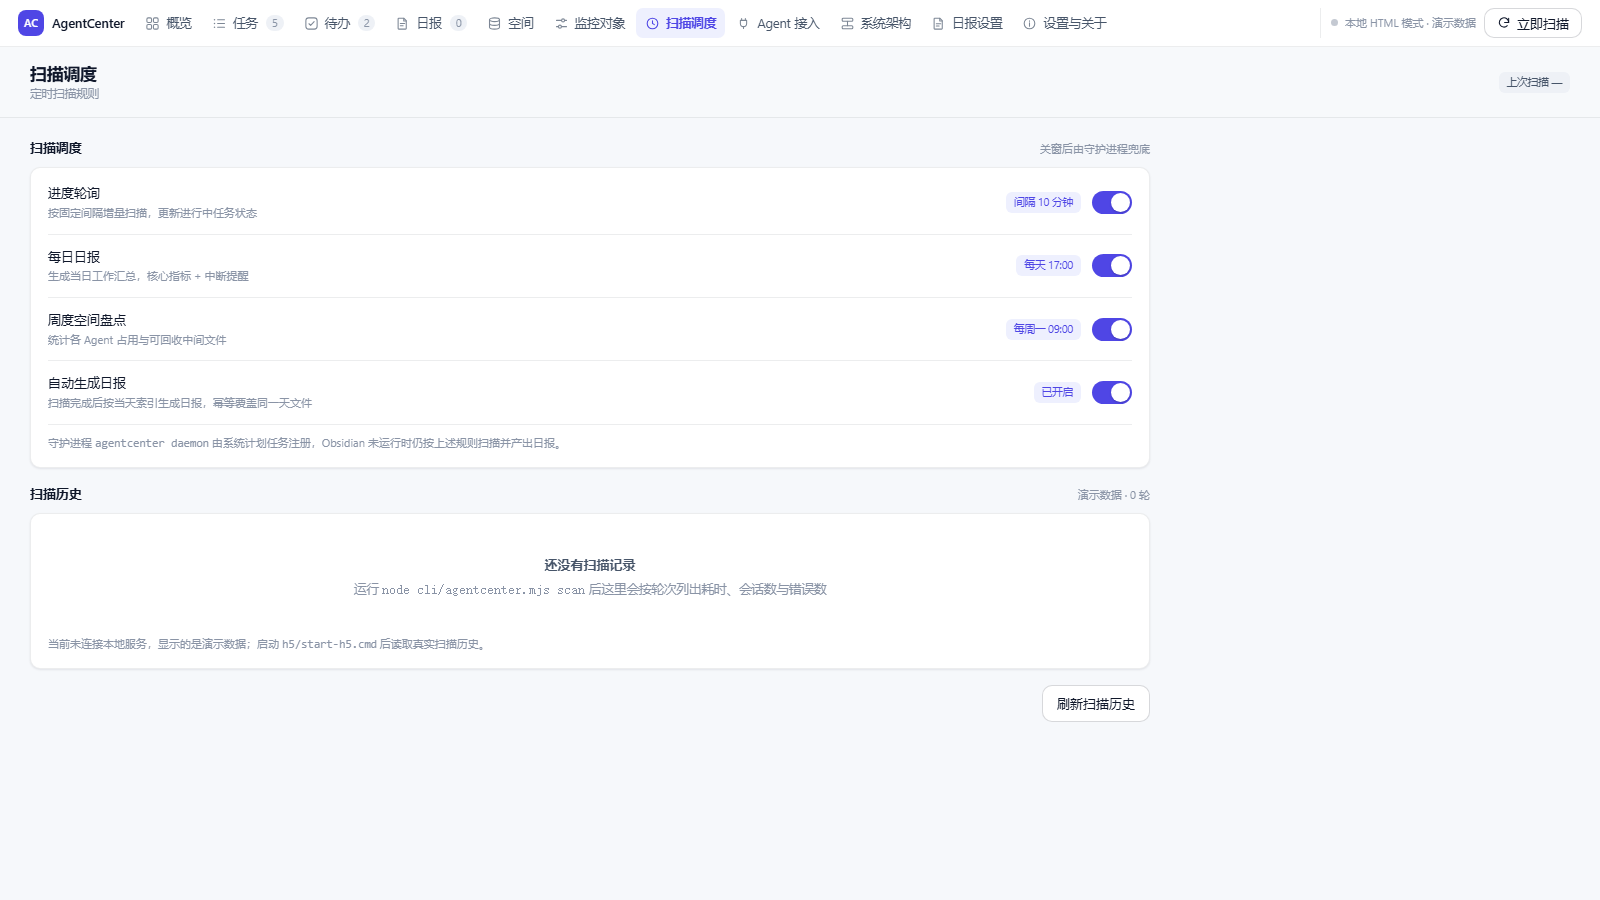 AC AgentCenter 概览 任务 5 待办 2 日报 0 空间 监控对象 扫描调度 Agent 接入 系统架构 日报设置 设置与关于 本地 HTML 模式 · 演示数据 立即扫描
扫描调度
定时扫描规则
上次扫描 —
扫描调度
关窗后由守护进程兜底
进度轮询
按固定间隔增量扫描，更新进行中任务状态
间隔 10 分钟
每日日报
生成当日工作汇总，核心指标 + 中断提醒
每天 17:00
周度空间盘点
统计各 Agent 占用与可回收中间文件
每周一 09:00
自动生成日报
扫描完成后按当天索引生成日报，幂等覆盖同一天文件
已开启
守护进程 agentcenter daemon 由系统计划任务注册，Obsidian 未运行时仍按上述规则扫描并产出日报。
扫描历史
演示数据 · 0 轮
还没有扫描记录
运行 node cli/agentcenter.mjs scan 后这里会按轮次列出耗时、会话数与错误数
当前未连接本地服务，显示的是演示数据；启动 h5/start-h5.cmd 后读取真实扫描历史。
刷新扫描历史